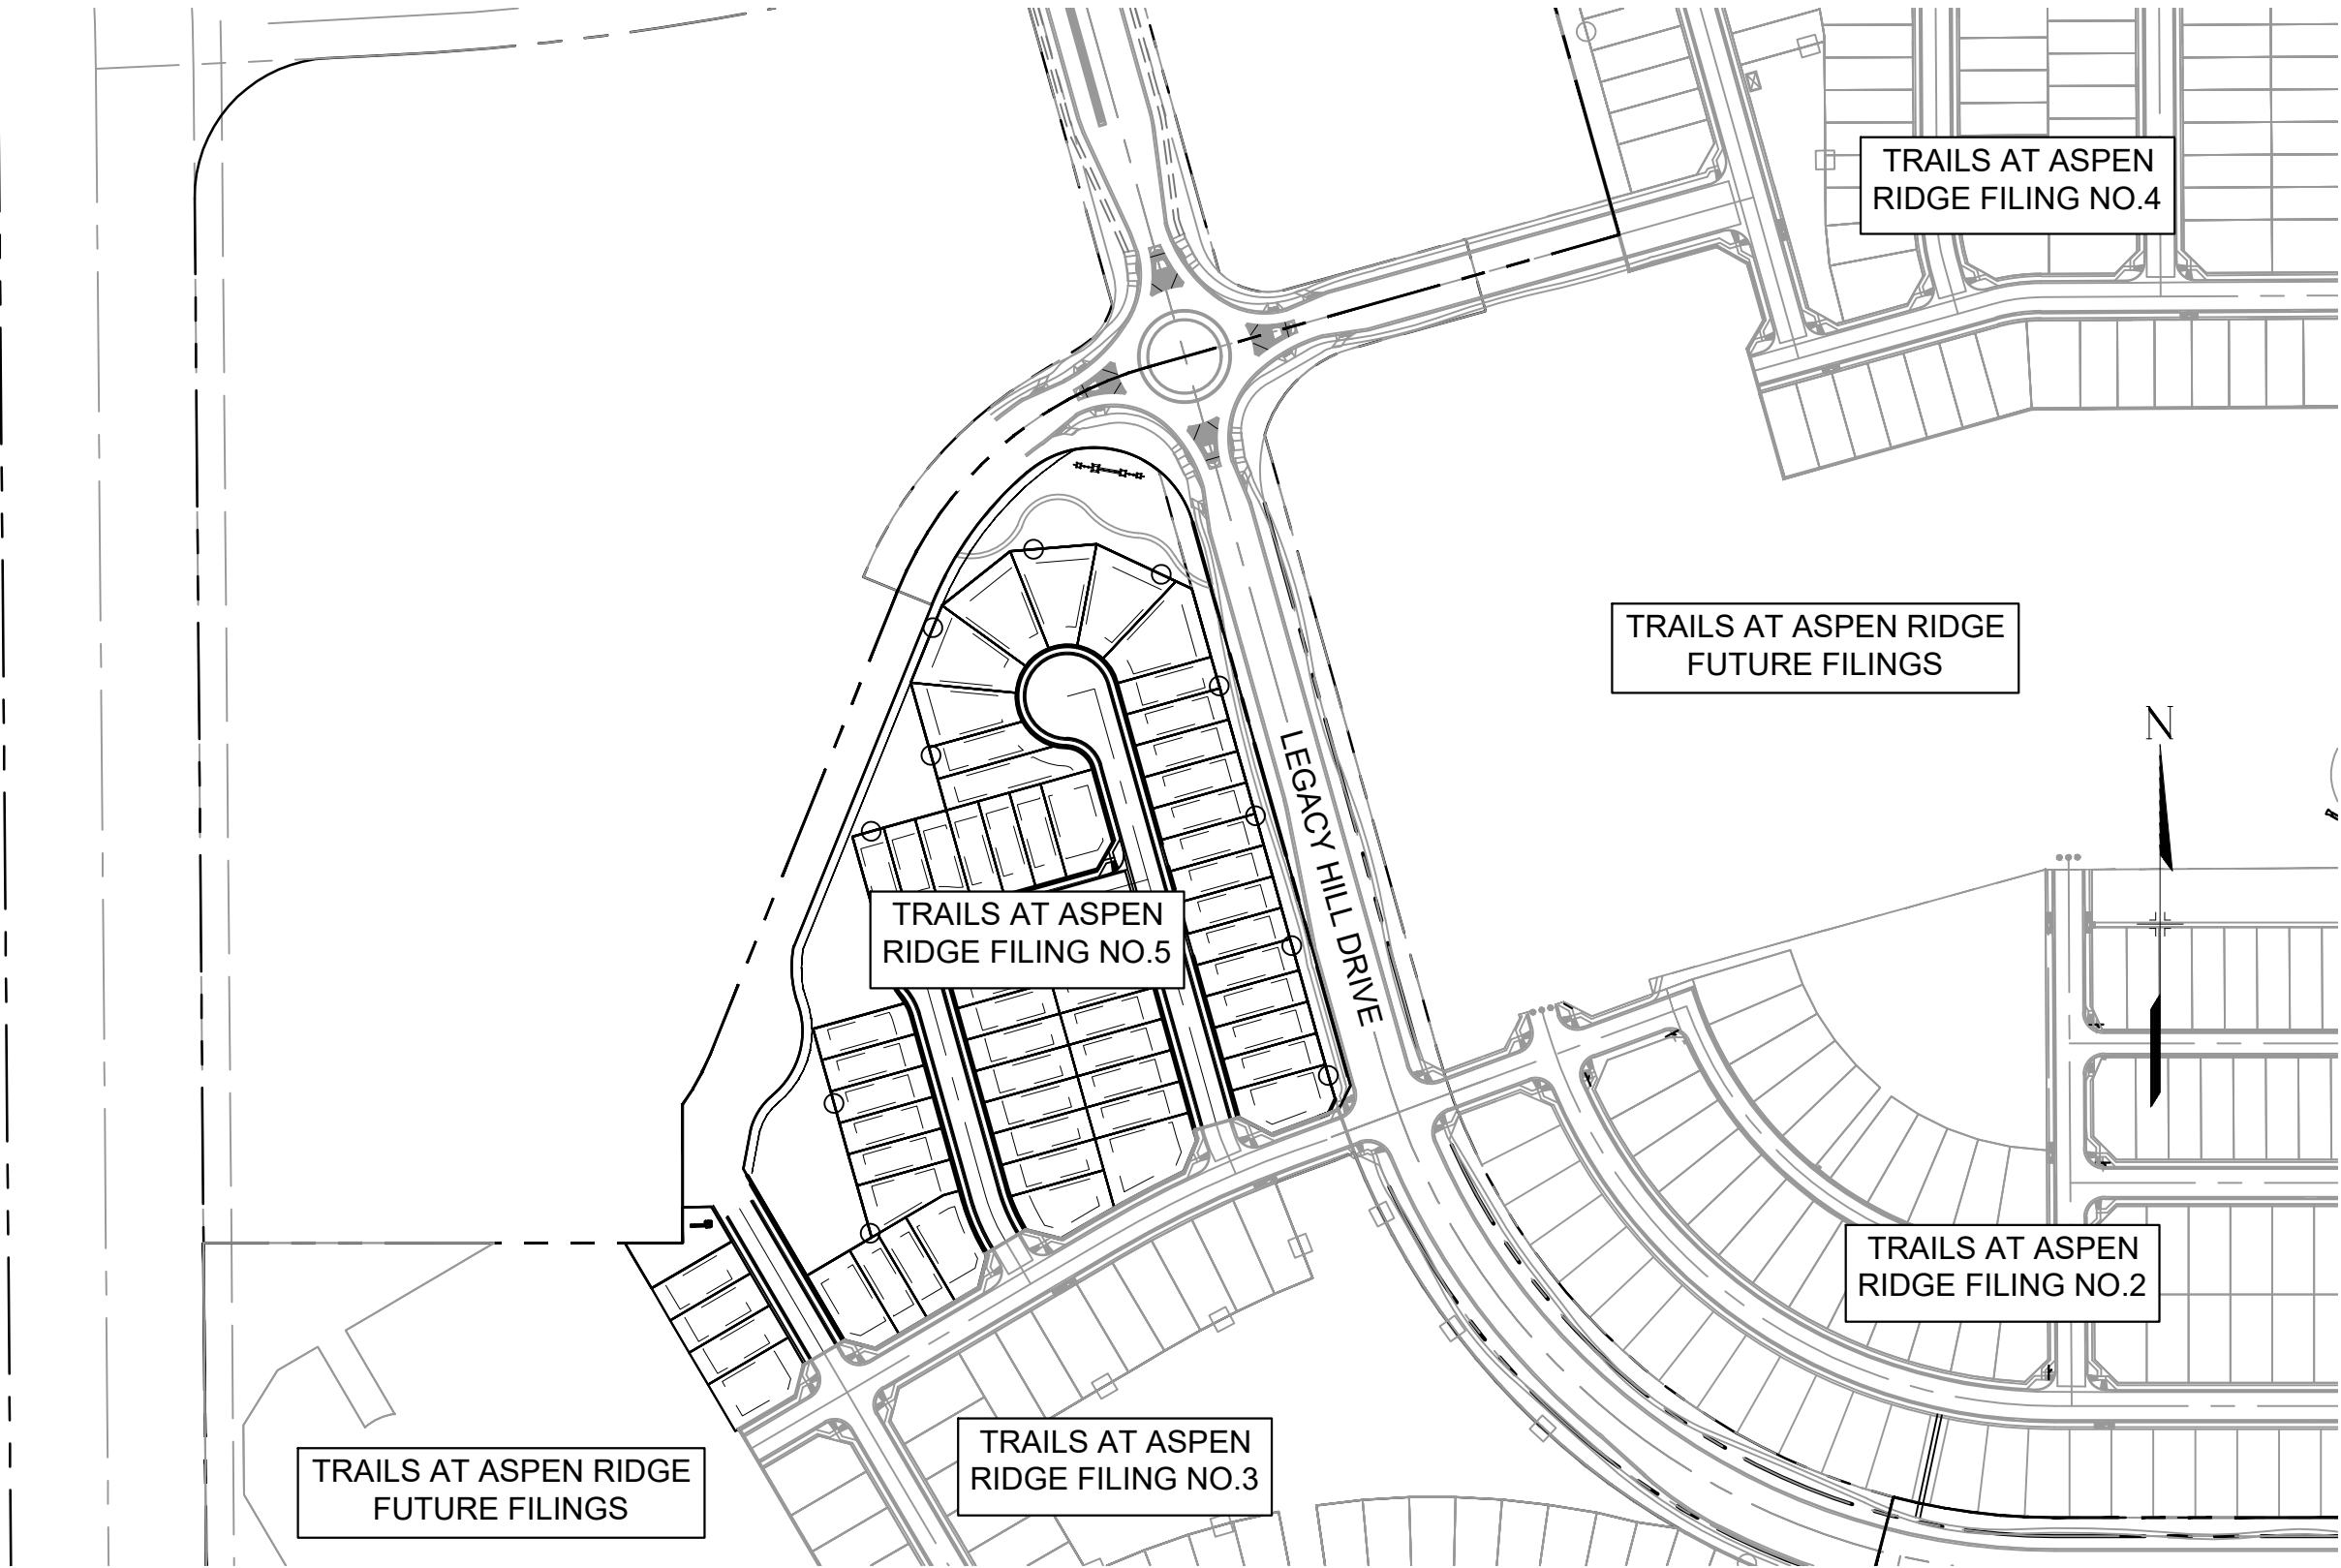 TRAILS AT ASPEN
RIDGE FILING NO.4
TRAILS AT ASPEN RIDGE
FUTURE FILINGS
N
LEGACY HILL DRIVE
TRAILS AT ASPEN
RIDGE FILING NO.5
TRAILS AT ASPEN
RIDGE FILING NO.2
TRAILS AT ASPEN
RIDGE FILING NO.3
TRAILS AT ASPEN RIDGE
FUTURE FILINGS